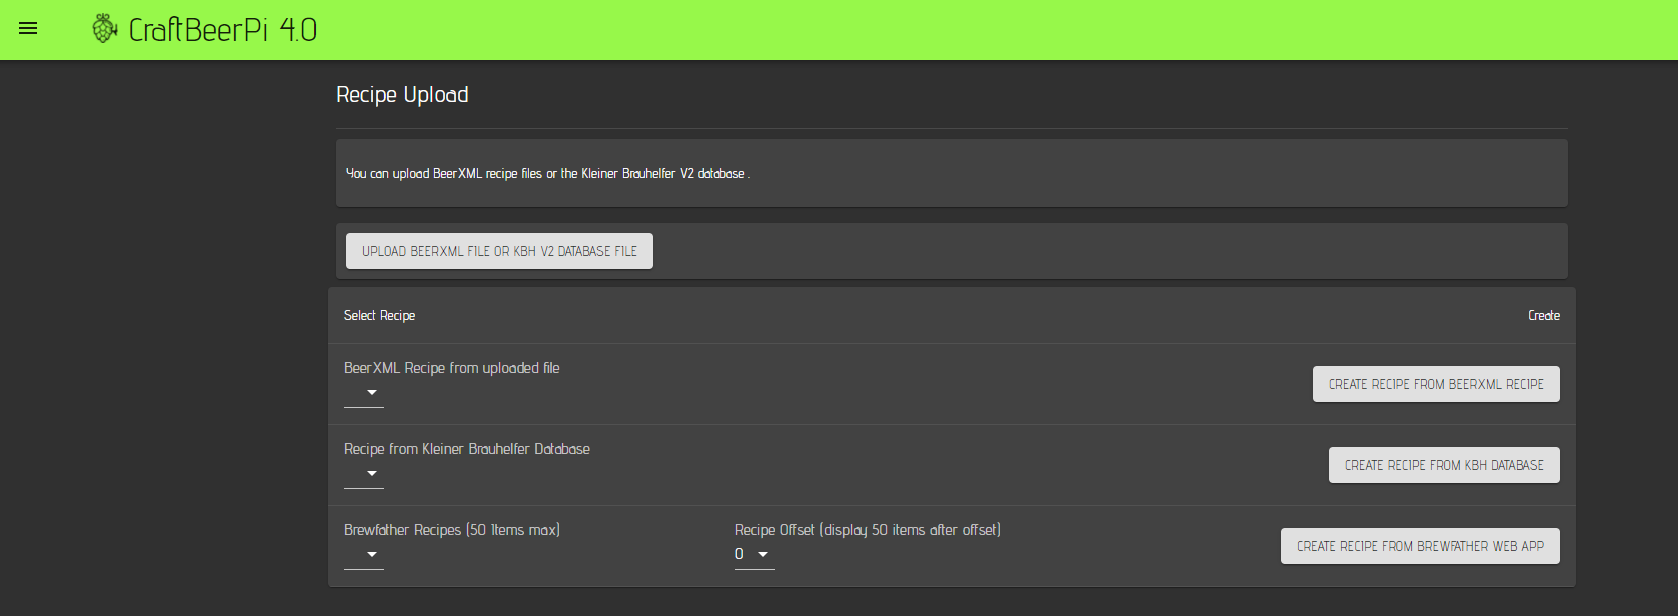 CraftBeerPi 4.0
Recipe Upload
You can upload BeerXML recipe files or the Kleiner Brauhelfer V2 database .
UPLOAD BEERXML FILE OR KBH V2 DATABASE FILE
Select Recipe
Create
BeerXML Recipe from uploaded file
CREATE RECIPE FROM BEERXML RECIPE
Recipe from Kleiner Brauhelfer Database
CREATE RECIPE FROM KBH DATABASE
Brewfather Recipes (50 Items max)
Recipe Offset (display 50 items after offset)
0
CREATE RECIPE FROM BREWFATHER WEB APP